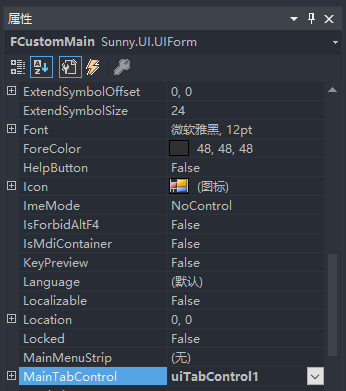 属性
FCustomMain Sunny.UI.UIForm
ExtendSymbolOffset 0, 0
ExtendSymbolSize 24
Font 微软雅黑, 12pt
ForeColor 48, 48, 48
HelpButton False
Icon (图标)
ImeMode NoControl
IsForbidAltF4 False
IsMdiContainer False
KeyPreview False
Language (默认)
Localizable False
Location 0, 0
Locked False
MainMenuStrip (无)
MainTabControl uiTabControl1